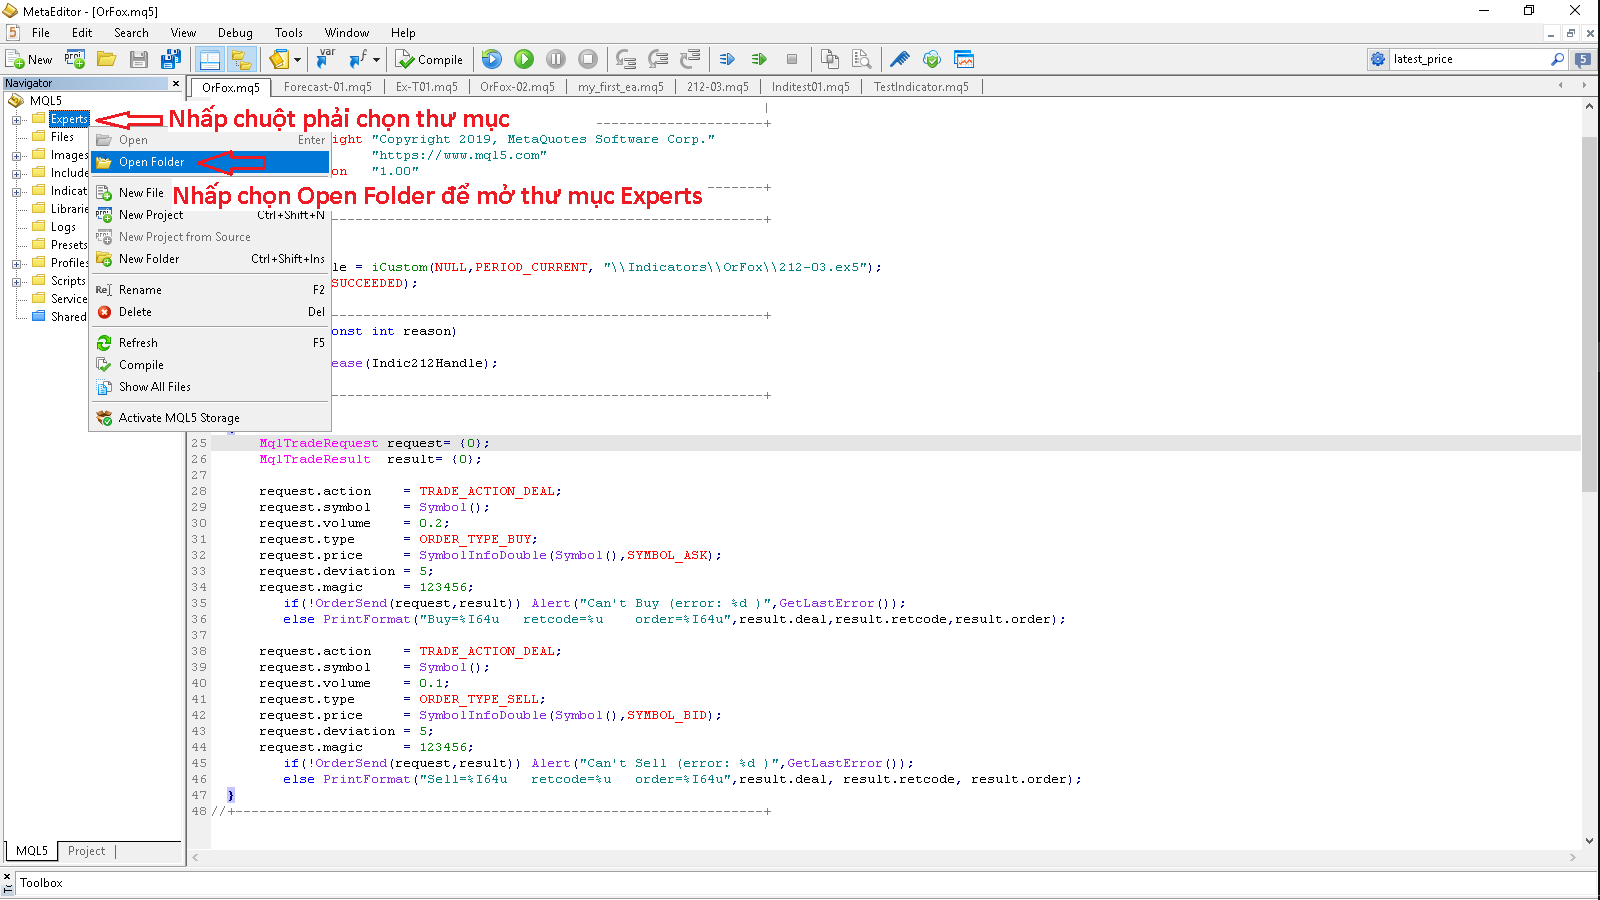 MetaEditor - [OrFox.mq5]
File Edit Search View Debug Tools Window Help
New Compile latest_price
Navigator
OrFox.mq5 Forecast-01.mq5 Ex-T01.mq5 OrFox-02.mq5 my_first_ea.mq5 212-03.mq5 Inditest01.mq5 TestIndicator.mq5
MQL5
Experts
Nhấp chuột phải chọn thư mục
Files
Images
Include
Indicat
Librarie
Logs
Presets
Profiles
Scripts
Service
Shared
Open Enter
Open Folder
New File
Nhấp chọn Open Folder để mở thư mục Experts
New Project Ctrl+Shift+N
New Project from Source
New Folder Ctrl+Shift+Ins
Rename F2
Delete Del
Refresh F5
Compile
Show All Files
Activate MQL5 Storage
ight "Copyright 2019, MetaQuotes Software Corp."
"https://www.mql5.com"
on "1.00"
le = iCustom(NULL,PERIOD_CURRENT, "\\Indicators\\OrFox\\212-03.ex5");
SUCCEEDED);
onst int reason)
ease(Indic212Handle);
25 MqlTradeRequest request= {0};
26 MqlTradeResult result= {0};
27
28 request.action = TRADE_ACTION_DEAL;
29 request.symbol = Symbol();
30 request.volume = 0.2;
31 request.type = ORDER_TYPE_BUY;
32 request.price = SymbolInfoDouble(Symbol(),SYMBOL_ASK);
33 request.deviation = 5;
34 request.magic = 123456;
35 if(!OrderSend(request,result)) Alert("Can't Buy (error: %d )",GetLastError());
36 else PrintFormat("Buy=%I64u retcode=%u order=%I64u",result.deal,result.retcode,result.order);
37
38 request.action = TRADE_ACTION_DEAL;
39 request.symbol = Symbol();
40 request.volume = 0.1;
41 request.type = ORDER_TYPE_SELL;
42 request.price = SymbolInfoDouble(Symbol(),SYMBOL_BID);
43 request.deviation = 5;
44 request.magic = 123456;
45 if(!OrderSend(request,result)) Alert("Can't Sell (error: %d )",GetLastError());
46 else PrintFormat("Sell=%I64u retcode=%u order=%I64u",result.deal, result.retcode, result.order);
47 }
48 //+------------------------------------------------------------------+
MQL5 Project
Toolbox